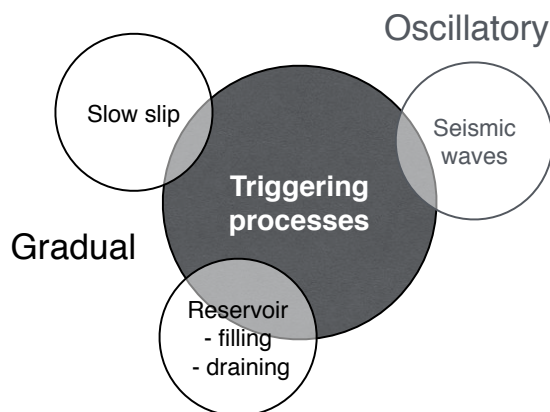 Oscillatory
Slow slip
Seismic
waves
Triggering
processes
Gradual
Reservoir
- filling
- draining